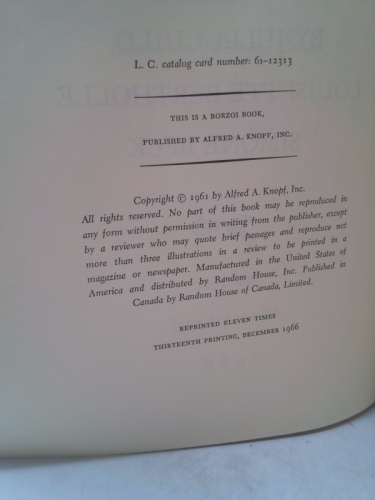 L. C. catalog card number: 61-12313
THIS IS A BORZOI BOOK,
PUBLISHED BY ALFRED A. KNOPF, INC.
Copyright © 1961 by Alfred A. Knopf, Inc.
All rights reserved. No part of this book may be reproduced in
any form without permission in writing from the publisher, except
by a reviewer who may quote brief passages and reproduce not
more than three illustrations in a review to be printed in a
magazine or newspaper. Manufactured in the United States of
America and distributed by Random House, Inc. Published in
Canada by Random House of Canada, Limited.
REPRINTED ELEVEN TIMES
THIRTEENTH PRINTING, DECEMBER 1966